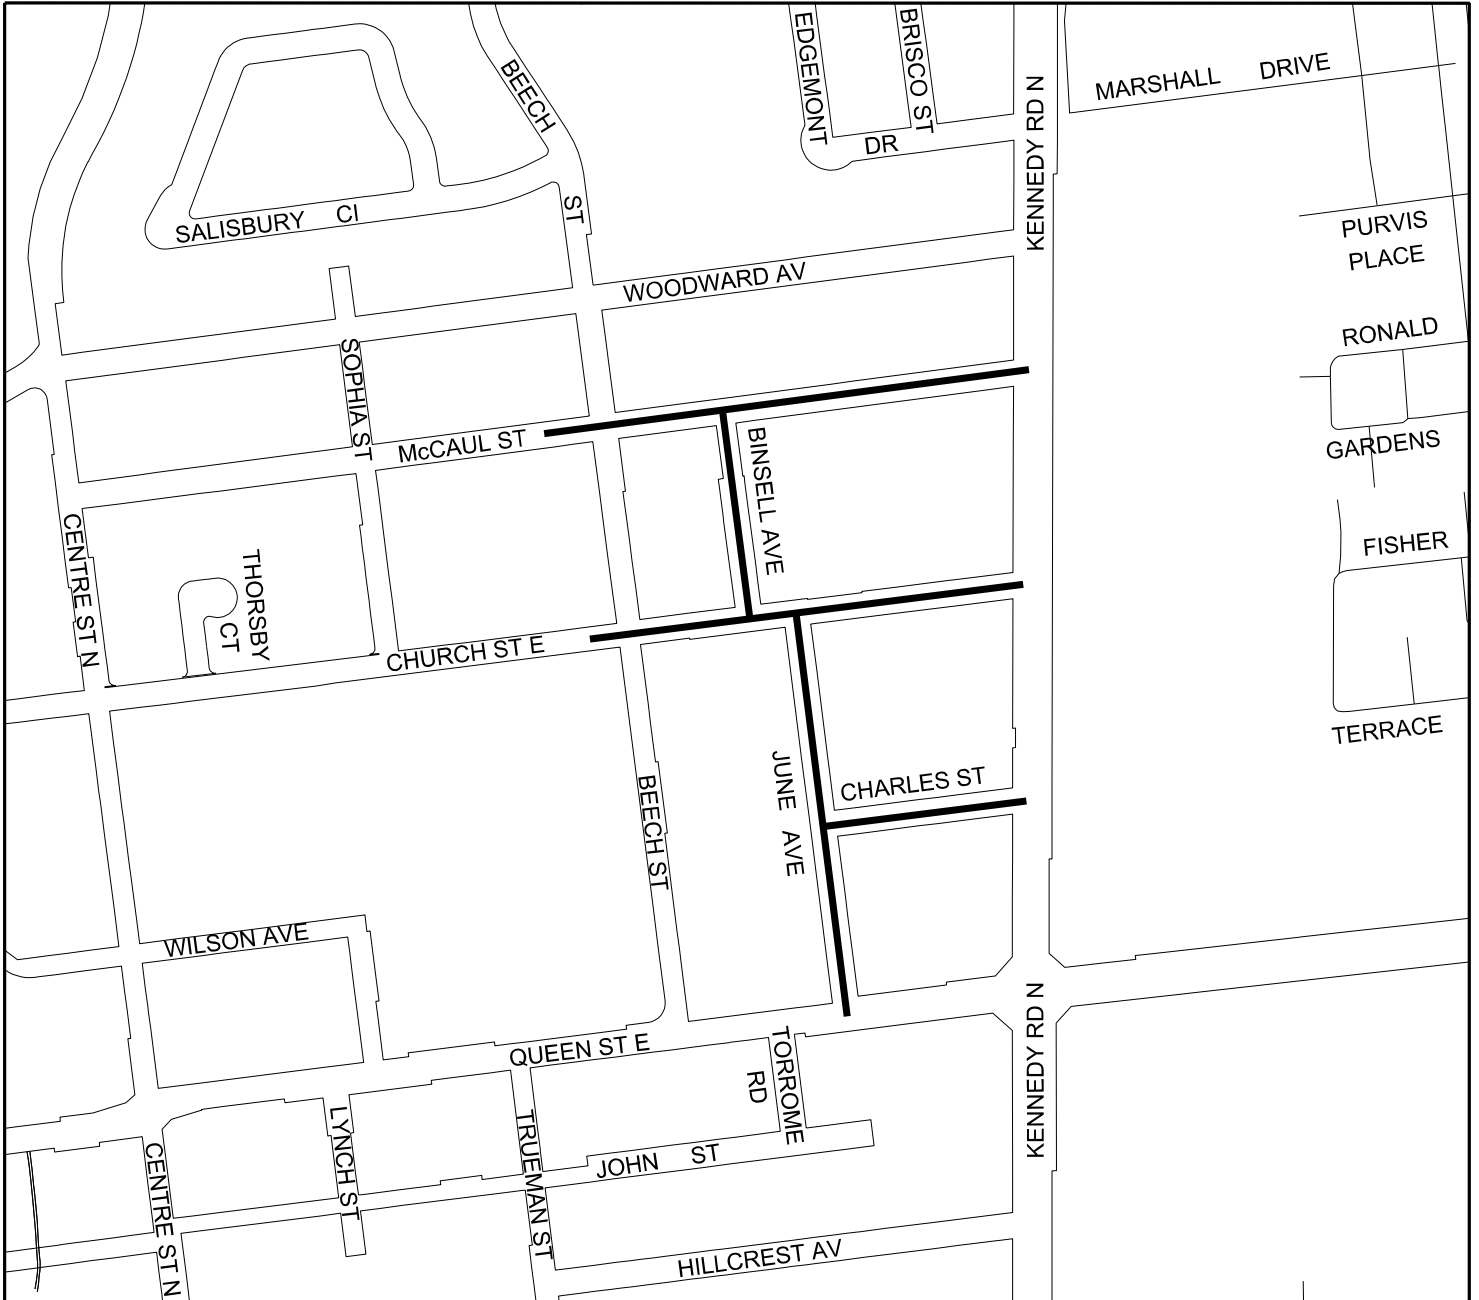 EDGEMONT
BRISCO ST
BEECH
MARSHALL DRIVE
KENNEDY RD N
DR
ST
SALISBURY CI
PURVIS
PLACE
WOODWARD AV
RONALD
SOPHIA ST
McCAUL ST
BINSELL AVE
GARDENS
CENTRE ST N
THORSBY
CT
FISHER
CHURCH ST E
TERRACE
JUNE AVE
CHARLES ST
BEECH ST
WILSON AVE
KENNEDY RD N
QUEEN ST E
TORROME
RD
LYNCH ST
TRUEMAN ST
JOHN ST
CENTRE ST N
HILLCREST AV